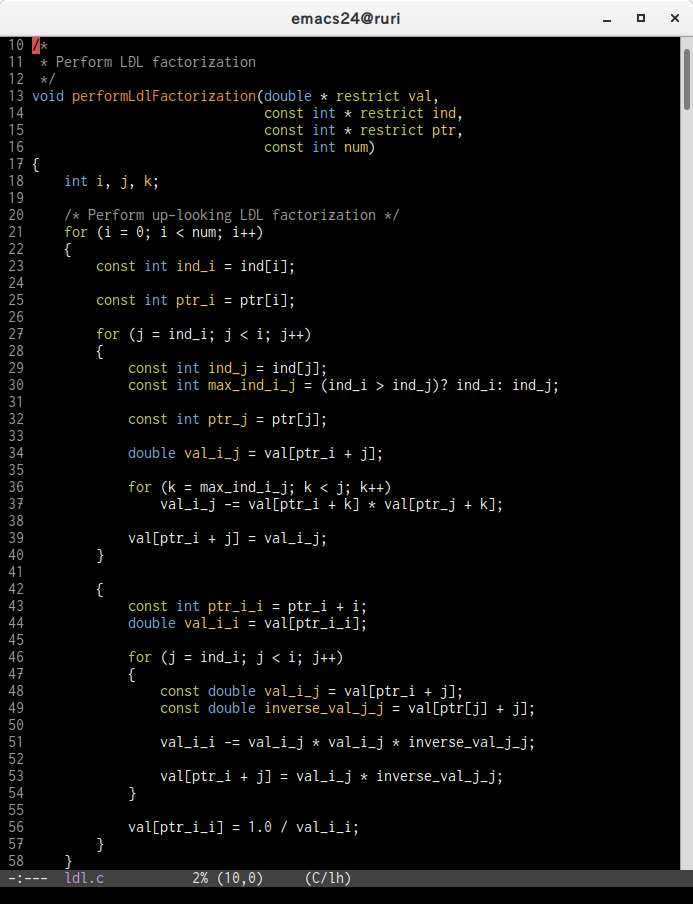 emacs24@ruri
10 /*
11  * Perform LĐL factorization
12  */
13 void performLdlFactorization(double * restrict val,
14                              const int * restrict ind,
15                              const int * restrict ptr,
16                              const int num)
17 {
18     int i, j, k;
19
20     /* Perform up-looking LĐL factorization */
21     for (i = 0; i < num; i++)
22     {
23         const int ind_i = ind[i];
24
25         const int ptr_i = ptr[i];
26
27         for (j = ind_i; j < i; j++)
28         {
29             const int ind_j = ind[j];
30             const int max_ind_i_j = (ind_i > ind_j)? ind_i: ind_j;
31
32             const int ptr_j = ptr[j];
33
34             double val_i_j = val[ptr_i + j];
35
36             for (k = max_ind_i_j; k < j; k++)
37                 val_i_j -= val[ptr_i + k] * val[ptr_j + k];
38
39             val[ptr_i + j] = val_i_j;
40         }
41
42         {
43             const int ptr_i_i = ptr_i + i;
44             double val_i_i = val[ptr_i_i];
45
46             for (j = ind_i; j < i; j++)
47             {
48                 const double val_i_j = val[ptr_i + j];
49                 const double inverse_val_j_j = val[ptr[j] + j];
50
51                 val_i_i -= val_i_j * val_i_j * inverse_val_j_j;
52
53                 val[ptr_i + j] = val_i_j * inverse_val_j_j;
54             }
55
56             val[ptr_i_i] = 1.0 / val_i_i;
57         }
58     }
-:---  ldl.c           2% (10,0)     (C/lh)